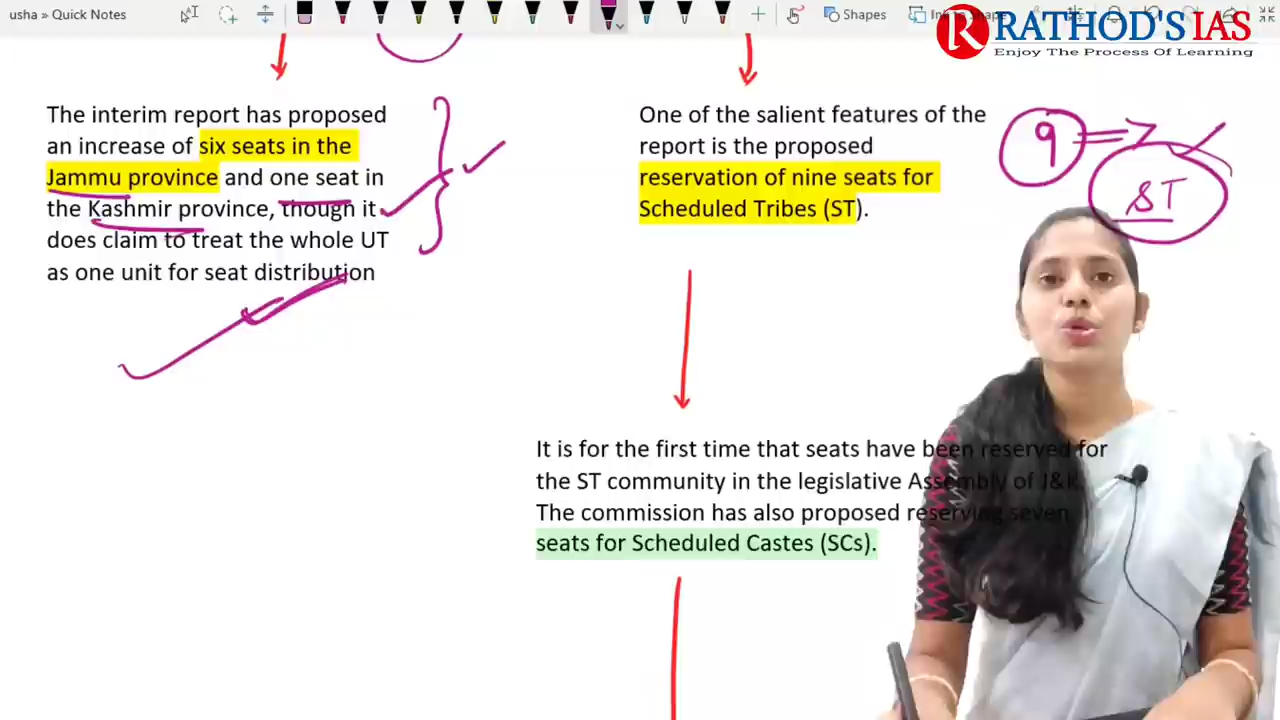 usha » Quick Notes
Shapes
Ink to Shape
RATHOD'S IAS
Enjoy The Process Of Learning
The interim report has proposed
an increase of six seats in the
Jammu province and one seat in
the Kashmir province, though it
does claim to treat the whole UT
as one unit for seat distribution
One of the salient features of the
report is the proposed
reservation of nine seats for
Scheduled Tribes (ST).
9 =>
ST
It is for the first time that seats have been reserved for
the ST community in the legislative Assembly of J&K.
The commission has also proposed reserving seven
seats for Scheduled Castes (SCs).